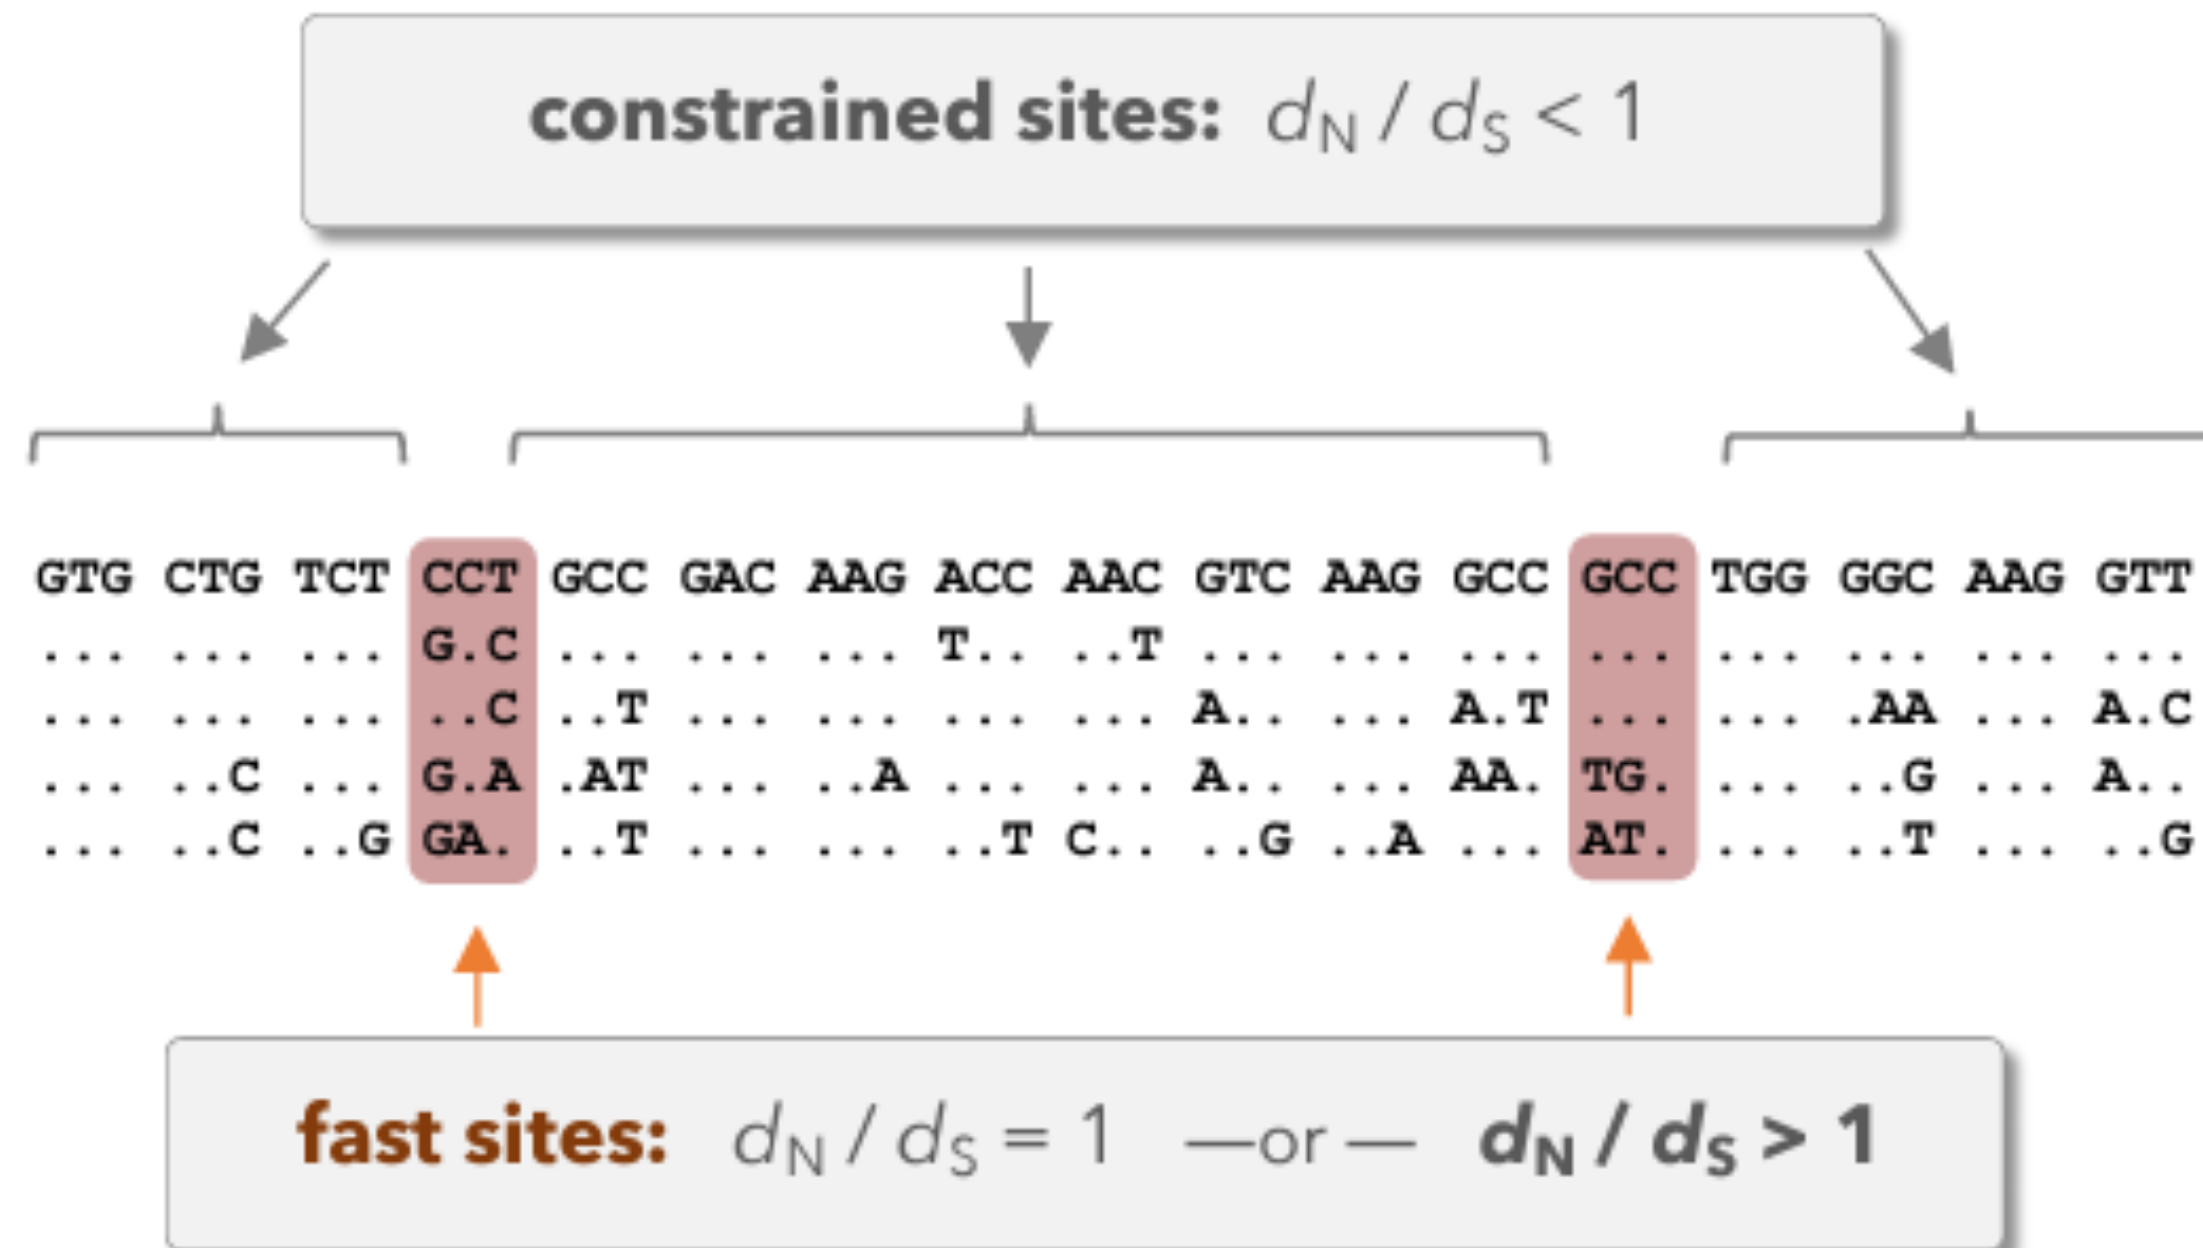 constrained sites: dN / dS < 1
GTG CTG TCT CCT GCC GAC AAG ACC AAC GTC AAG GCC GCC TGG GGC AAG GTT
... ... ... G.C ... ... ... T.. ..T ... ... ... ... ... ... ... ...
... ... ... ..C ..T ... ... ... ... A.. ... A.T ... ... .AA ... A.C
... ..C ... G.A .AT ... ..A ... ... A.. ... AA. TG. ... ..G ... A..
... ..C ..G GA. ..T ... ... ..T C.. ..G ..A ... AT. ... ..T ... ..G
fast sites: dN / dS = 1 —or— dN / dS > 1